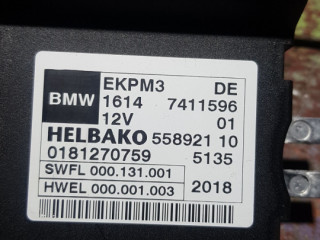 EKPM3 DE
BMW 1614 7411596
12V 01
HELBAKO 558921 10
0181270759 5135
SWFL 000.131.001
HWEL 000.001.003 2018